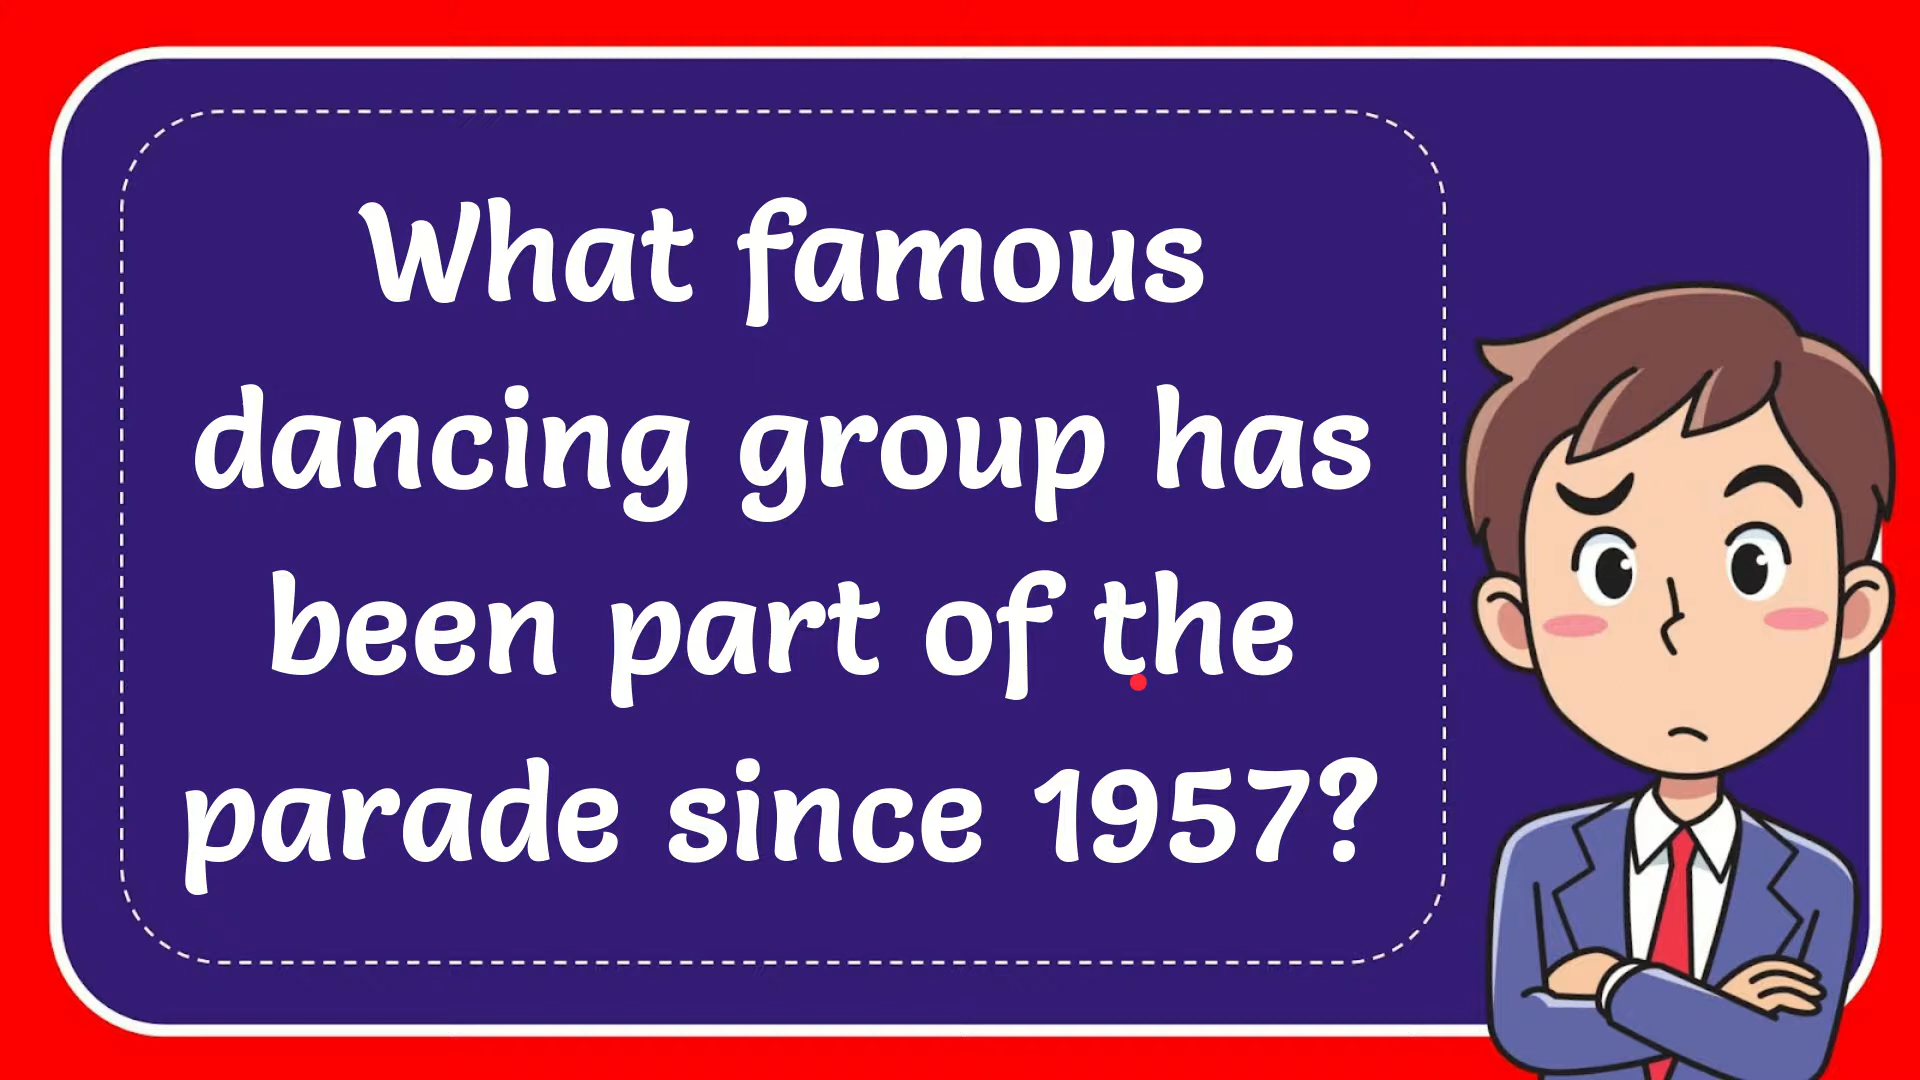 What famous
dancing group has
been part of the
parade since 1957?